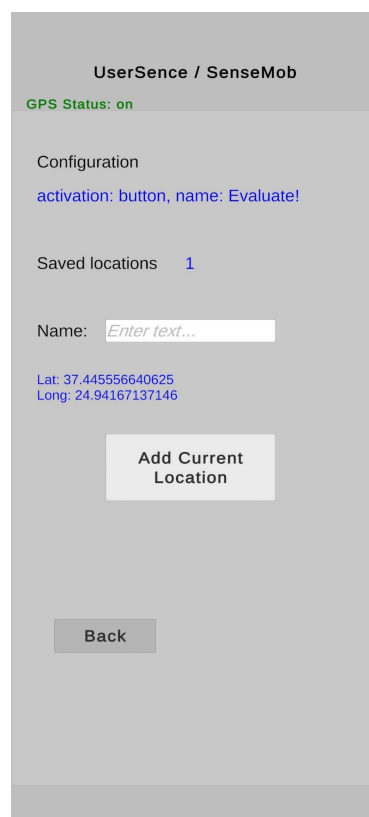 UserSence / SenseMob
GPS Status: on
Configuration
activation: button, name: Evaluate!
Saved locations 1
Name: Enter text...
Lat: 37.445556640625
Long: 24.94167137146
Add Current
Location
Back